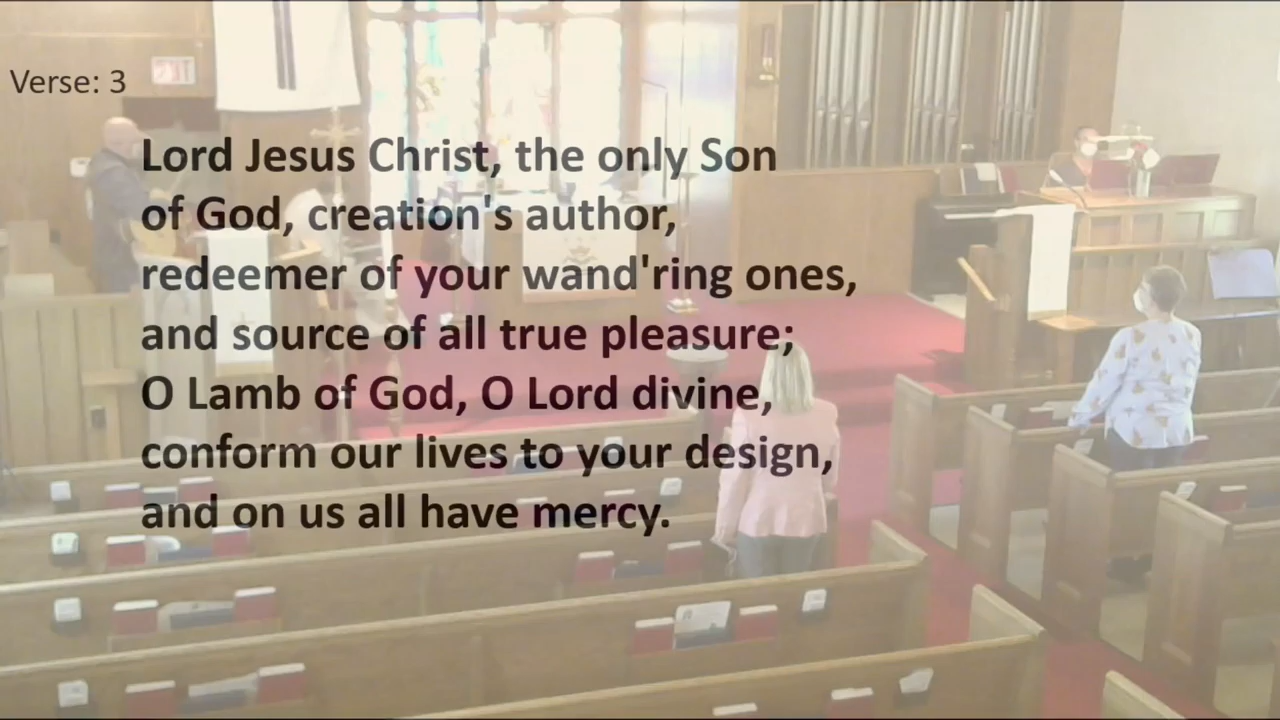 Verse: 3
Lord Jesus Christ, the only Son
of God, creation's author,
redeemer of your wand'ring ones,
and source of all true pleasure;
O Lamb of God, O Lord divine,
conform our lives to your design,
and on us all have mercy.